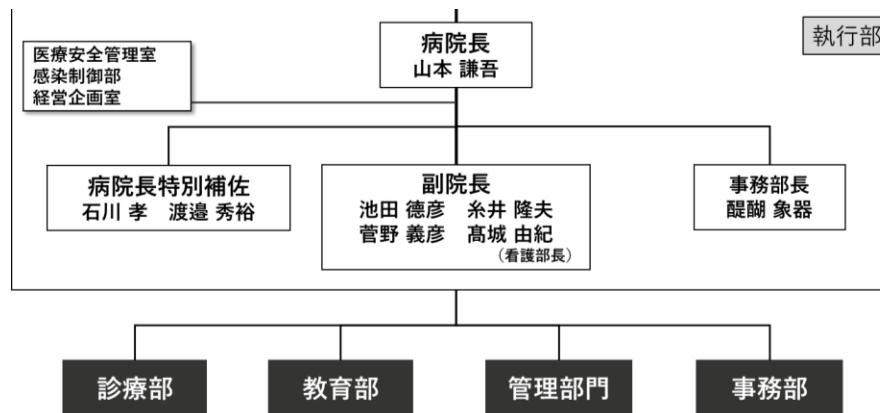 執行部
病院長
山本 謙吾
医療安全管理室
感染制御部
経営企画室
病院長特別補佐
石川 孝　渡邉 秀裕
副院長
池田 德彦　糸井 隆夫
菅野 義彦　髙城 由紀
（看護部長）
事務部長
醍醐 象器
診療部
教育部
管理部門
事務部